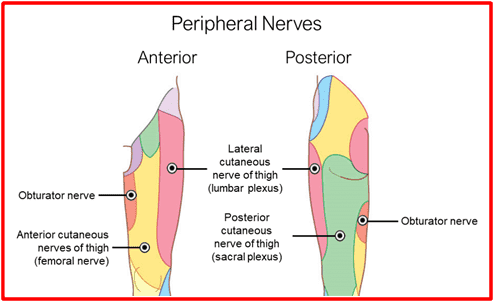 Peripheral Nerves
Anterior
Posterior
Lateral
cutaneous
nerve of thigh
(lumbar plexus)
Obturator nerve
Anterior cutaneous
nerves of thigh
(femoral nerve)
Posterior
cutaneous
nerve of thigh
(sacral plexus)
Obturator nerve